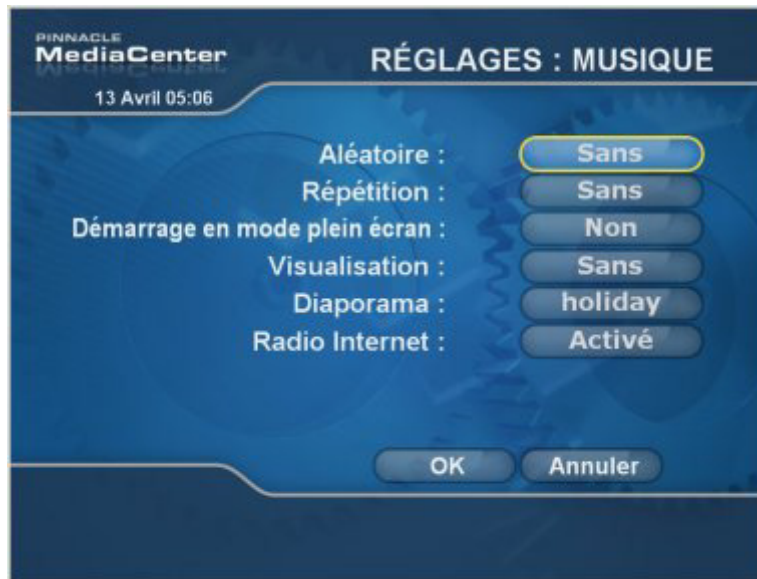 PINNACLE
MediaCenter
RÉGLAGES : MUSIQUE
13 Avril 05:06
Aléatoire : Sans
Répétition : Sans
Démarrage en mode plein écran : Non
Visualisation : Sans
Diaporama : holiday
Radio Internet : Activé
OK Annuler